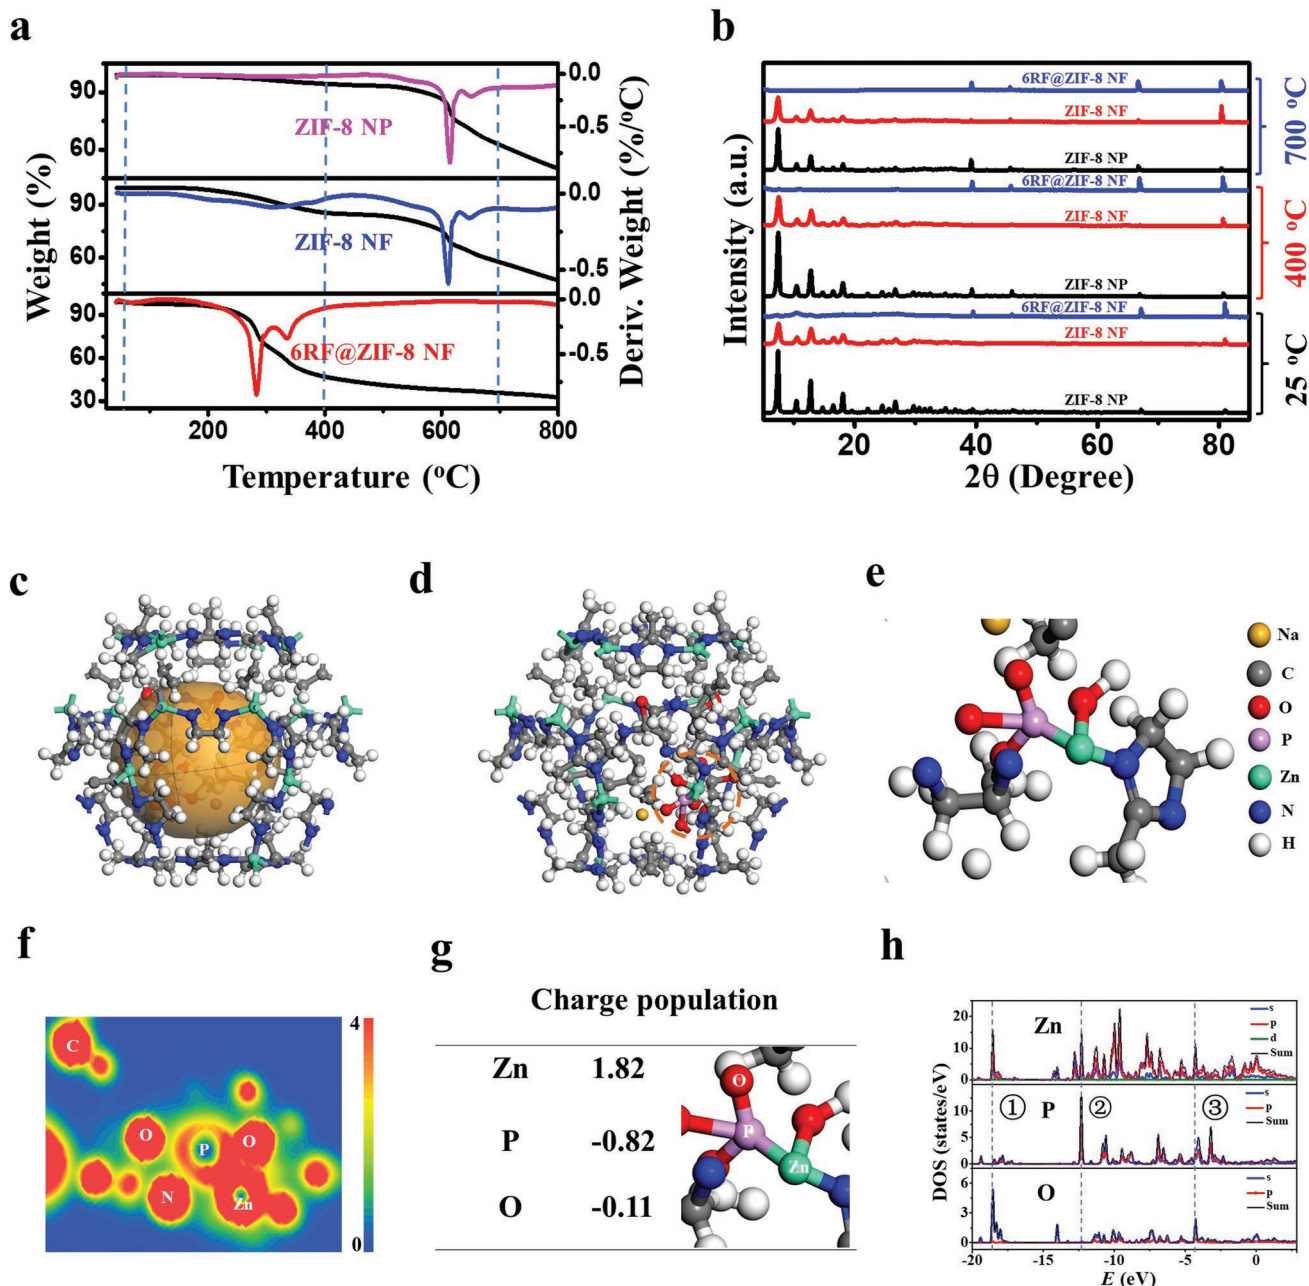 a
ZIF-8 NP
ZIF-8 NF
6RF@ZIF-8 NF
90
60
90
60
90
60
30
0.0
-0.5
0.0
-0.5
0.0
-0.5
Weight (%)
Deriv. Weight (%/°C)
200
400
600
800
Temperature (°C)
b
6RF@ZIF-8 NF
ZIF-8 NF
ZIF-8 NP
6RF@ZIF-8 NF
ZIF-8 NF
ZIF-8 NP
6RF@ZIF-8 NF
ZIF-8 NF
ZIF-8 NP
700 °C
400 °C
25 °C
Intensity (a.u.)
20
40
60
80
2θ (Degree)
c
d
e
Na
C
O
P
Zn
N
H
f
C
O
P
O
N
Zn
4
0
g
Charge population
Zn 1.82
P -0.82
O -0.11
O
P
Zn
h
DOS (states/eV)
20
10
0
Zn
s
p
d
Sum
10
5
0
① P ② ③
s
p
Sum
6
3
0
O
s
p
Sum
-20
-15
-10
-5
0
E (eV)